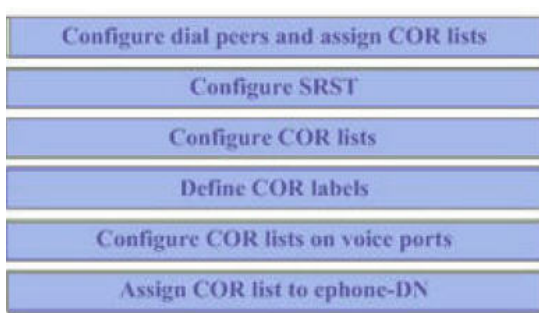 Configure dial peers and assign COR lists
Configure SRST
Configure COR lists
Define COR labels
Configure COR lists on voice ports
Assign COR list to ephone-DN